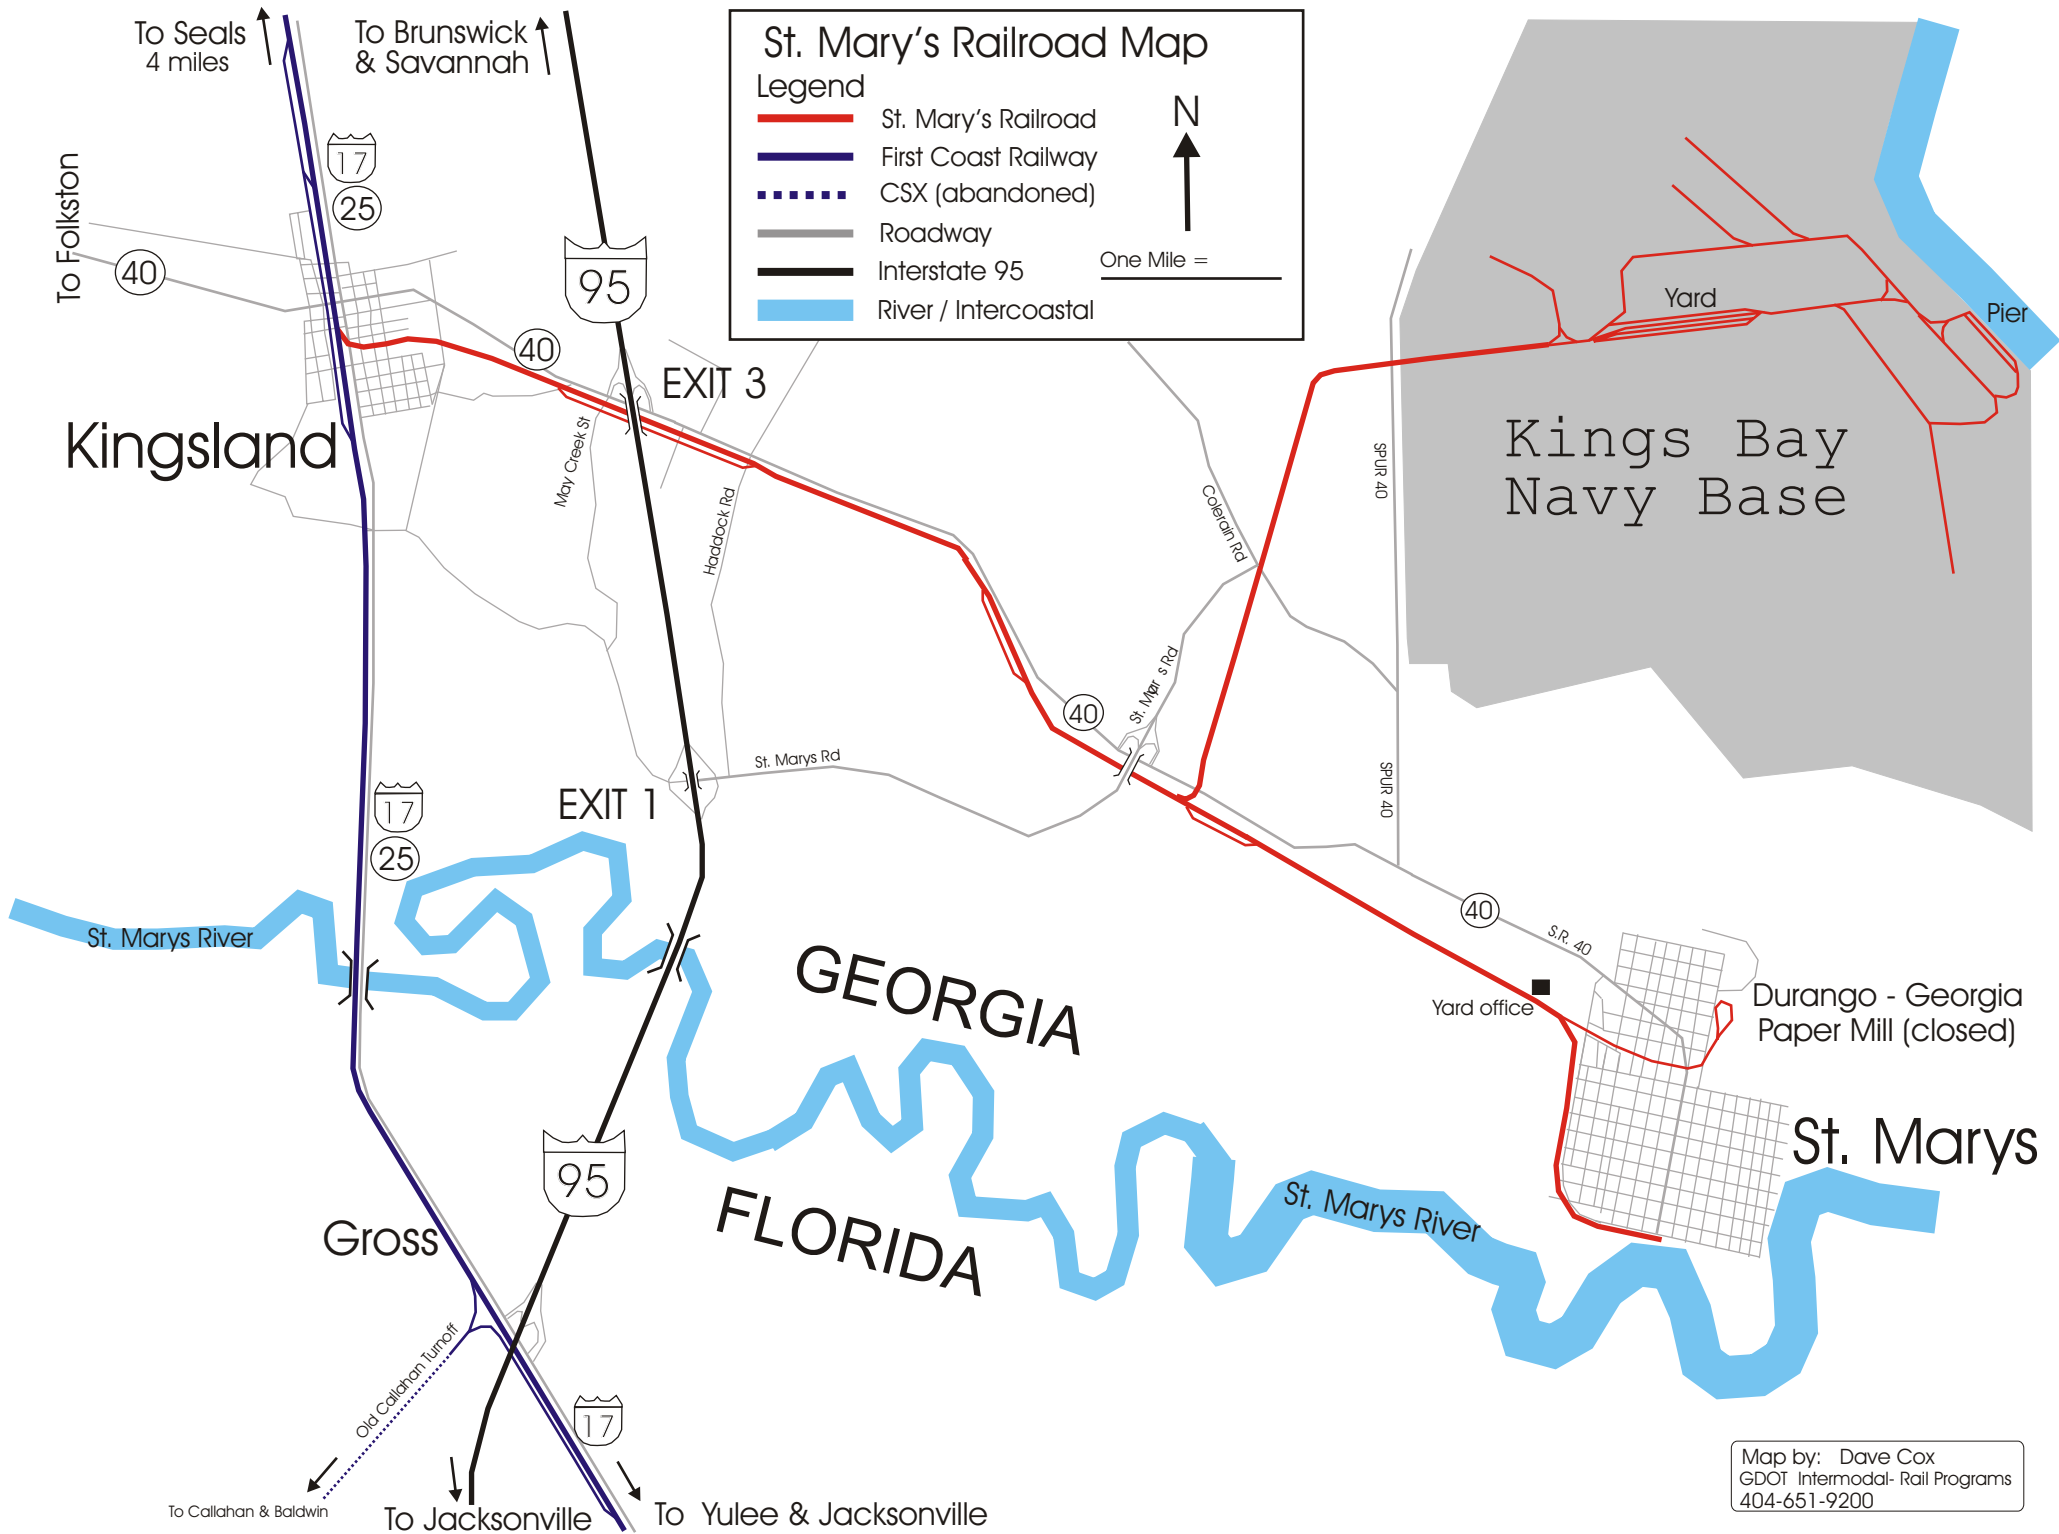 To Seals
4 miles
To Brunswick
& Savannah
St. Mary's Railroad Map
Legend
St. Mary's Railroad
First Coast Railway
CSX (abandoned)
Roadway
Interstate 95
River / Intercoastal
N
One Mile =
17
25
To Folkston
40
95
40
EXIT 3
Kingsland
May Creek St
Haddock Rd
Colerain Rd
SPUR 40
Yard
Pier
Kings Bay
Navy Base
St. Marys Rd
40
St. Marys Rd
SPUR 40
EXIT 1
17
25
St. Marys River
40
S.R. 40
GEORGIA
Yard office
Durango - Georgia
Paper Mill (closed)
St. Marys
95
FLORIDA
St. Marys River
Gross
Old Callahan Turnoff
17
To Callahan & Baldwin
To Jacksonville
To Yulee & Jacksonville
Map by: Dave Cox
GDOT Intermodal- Rail Programs
404-651-9200